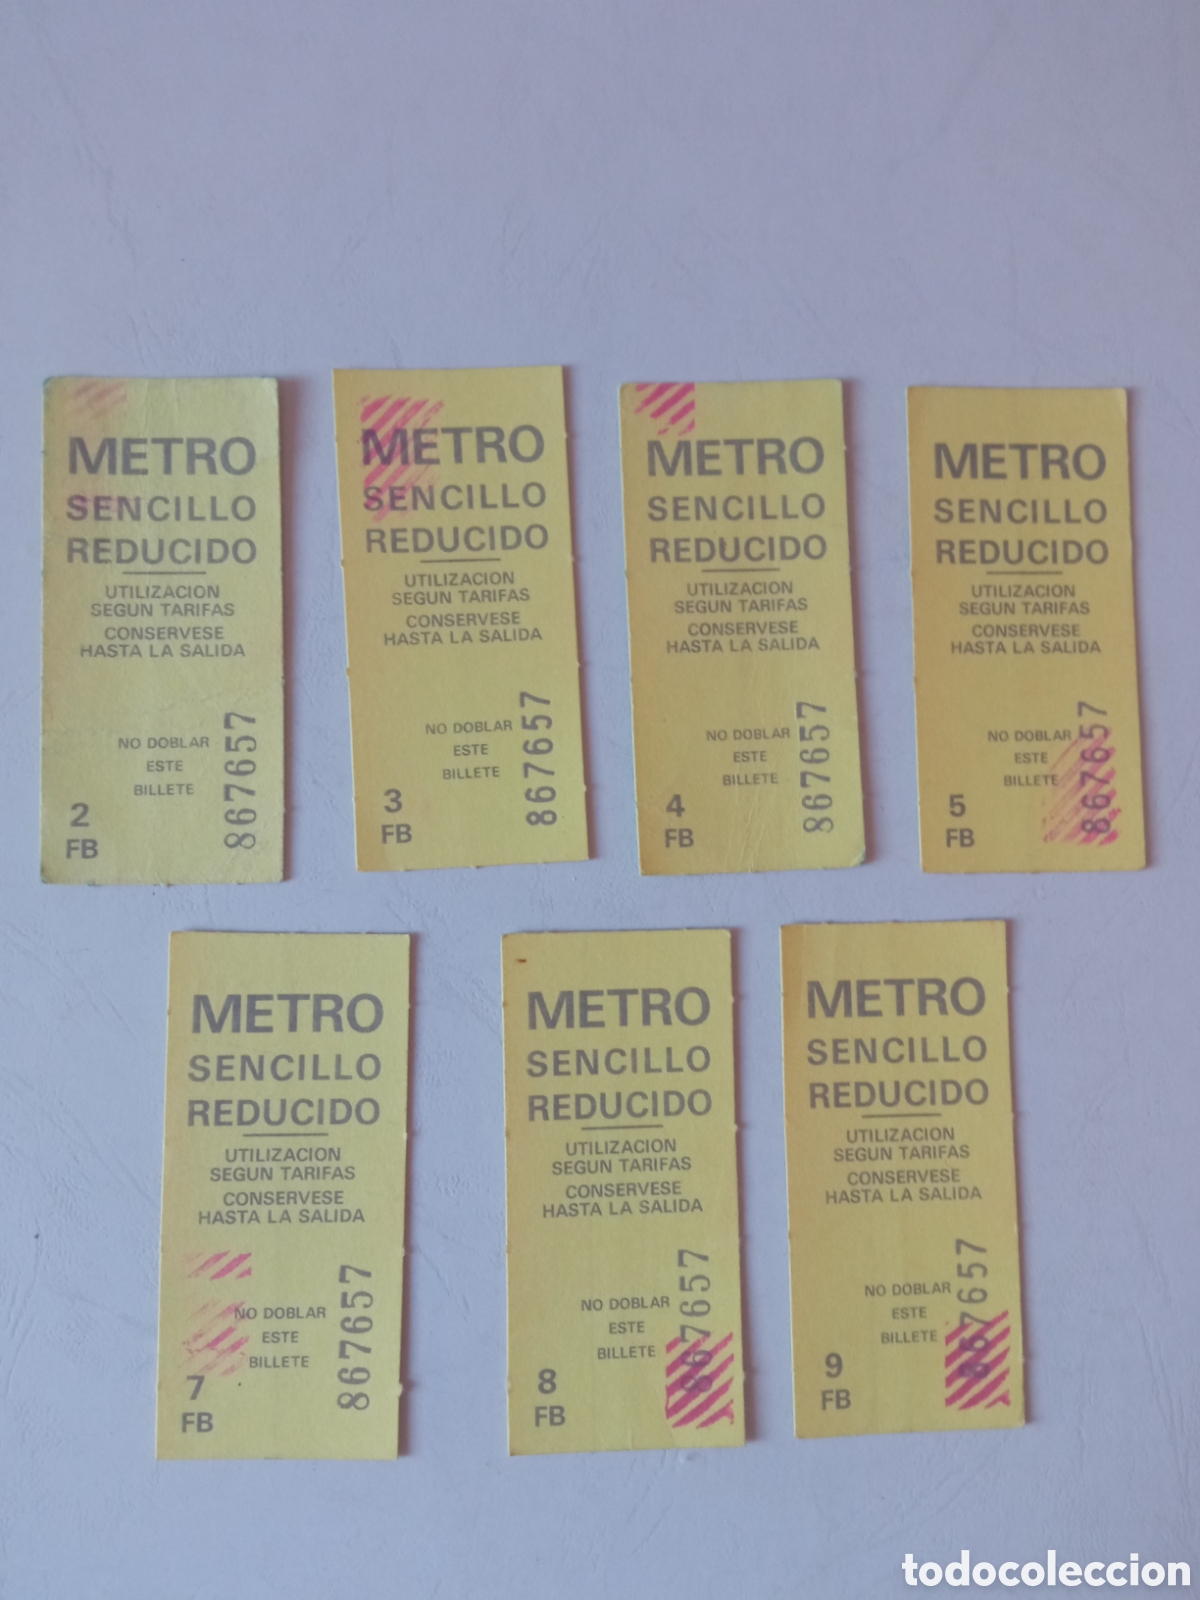 METRO
SENCILLO
REDUCIDO
UTILIZACION
SEGUN TARIFAS
CONSERVESE
HASTA LA SALIDA
NO DOBLAR
ESTE
BILLETE
867657
2
FB
METRO
SENCILLO
REDUCIDO
UTILIZACION
SEGUN TARIFAS
CONSERVESE
HASTA LA SALIDA
NO DOBLAR
ESTE
BILLETE
867657
3
FB
METRO
SENCILLO
REDUCIDO
UTILIZACION
SEGUN TARIFAS
CONSERVESE
HASTA LA SALIDA
NO DOBLAR
ESTE
BILLETE
867657
4
FB
METRO
SENCILLO
REDUCIDO
UTILIZACION
SEGUN TARIFAS
CONSERVESE
HASTA LA SALIDA
NO DOBLAR
ESTE
BILLETE
867657
5
FB
METRO
SENCILLO
REDUCIDO
UTILIZACION
SEGUN TARIFAS
CONSERVESE
HASTA LA SALIDA
NO DOBLAR
ESTE
BILLETE
867657
7
FB
METRO
SENCILLO
REDUCIDO
UTILIZACION
SEGUN TARIFAS
CONSERVESE
HASTA LA SALIDA
NO DOBLAR
ESTE
BILLETE
867657
8
FB
METRO
SENCILLO
REDUCIDO
UTILIZACION
SEGUN TARIFAS
CONSERVESE
HASTA LA SALIDA
NO DOBLAR
ESTE
BILLETE
867657
9
FB
todocoleccion